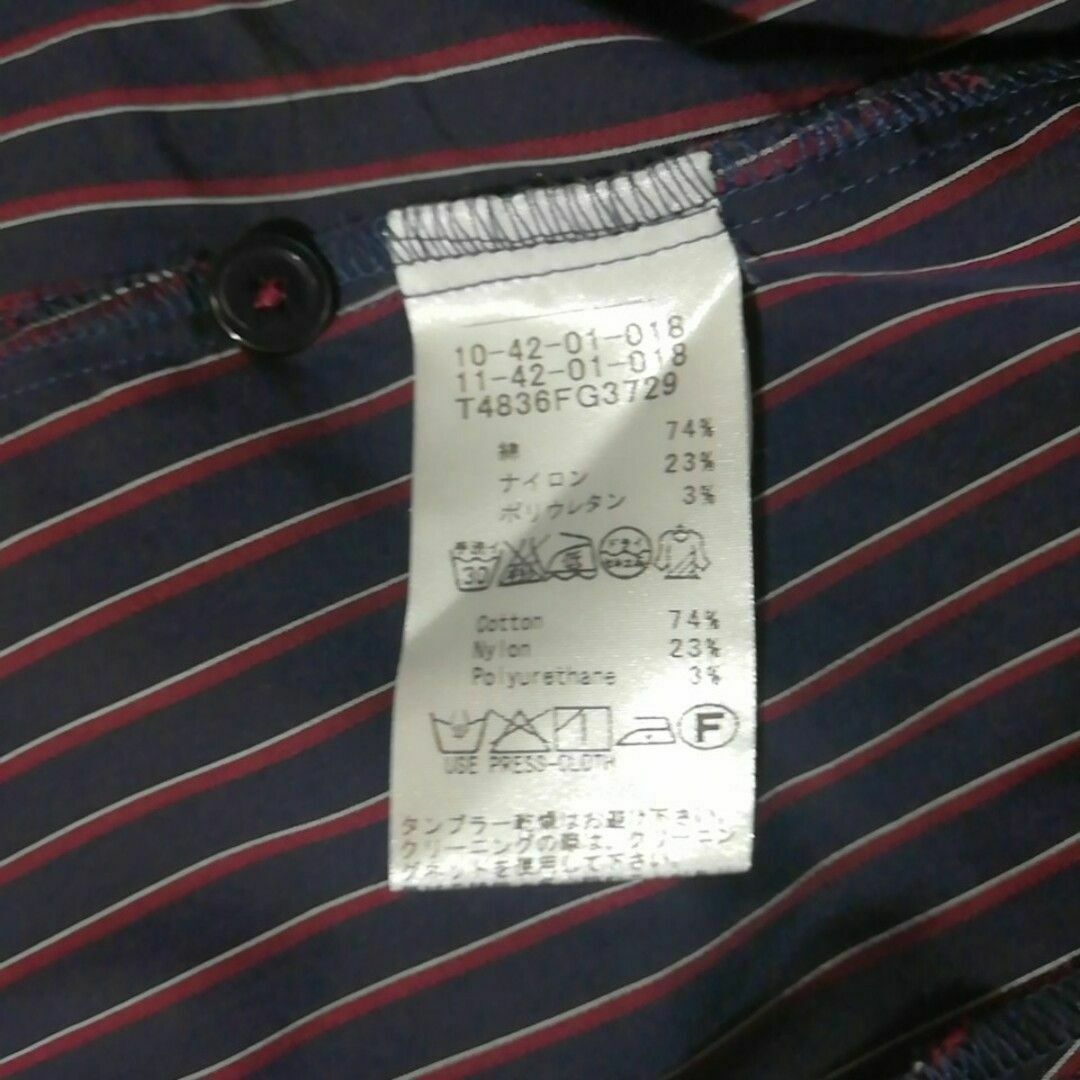 10-42-01-018
11-42-01-018
T4836FG3729
綿 74%
ナイロン 23%
ポリウレタン 3%
手洗イ
30
Cotton 74%
Nylon 23%
Polyurethane 3%
F
USE PRESS-CLOTH
タンブラー乾燥はお避け下さい。
クリーニングの際は、クリーニン
グネットを使用して下さい。